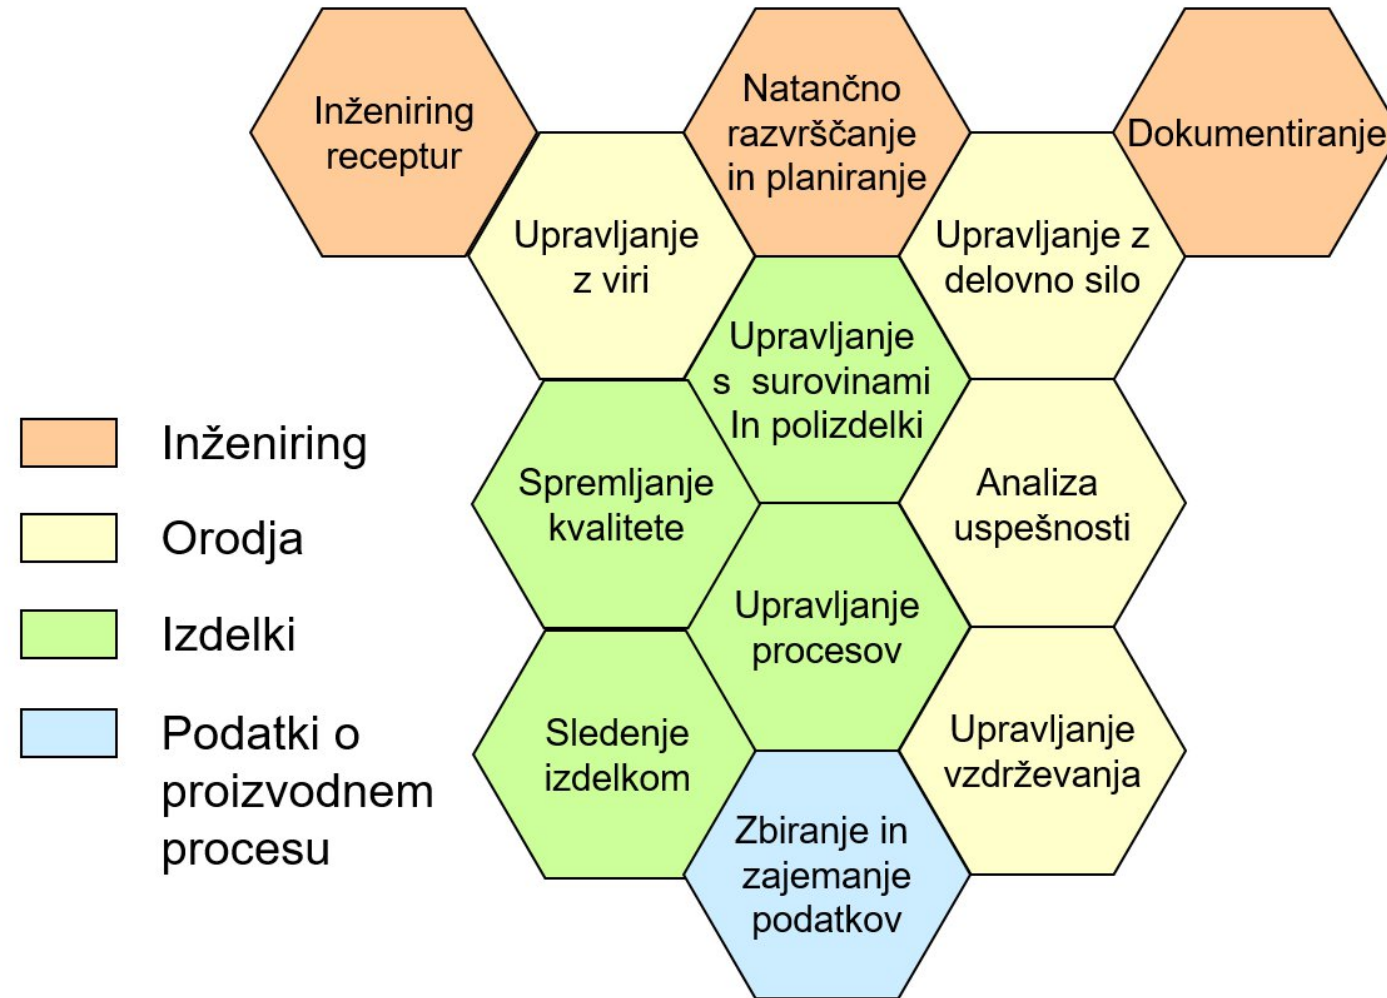 Inženiring
receptur
Natančno
razvrščanje
in planiranje
Dokumentiranje
Upravljanje
z viri
Upravljanje z
delovno silo
Upravljanje
s surovinami
In polizdelki
Spremljanje
kvalitete
Analiza
uspešnosti
Upravljanje
procesov
Sledenje
izdelkom
Upravljanje
vzdrževanja
Zbiranje in
zajemanje
podatkov
Inženiring
Orodja
Izdelki
Podatki o
proizvodnem
procesu